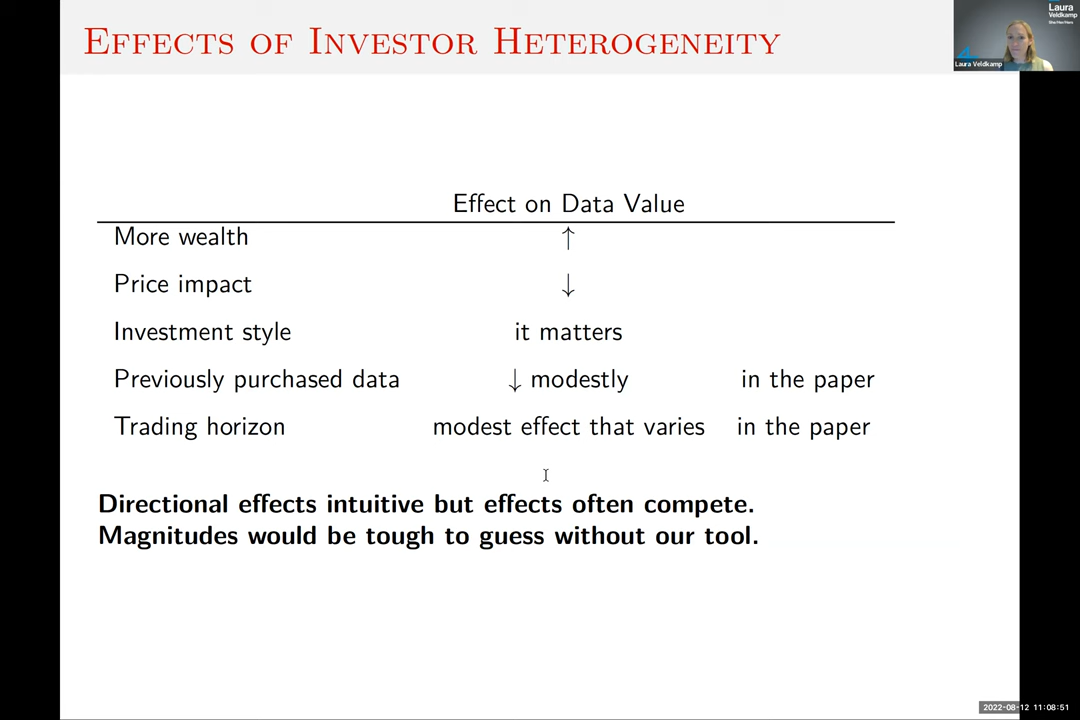 Effects of Investor Heterogeneity
Laura
Veldkamp
Laura Veldkamp
Effect on Data Value
More wealth ↑
Price impact ↓
Investment style it matters
Previously purchased data ↓ modestly in the paper
Trading horizon modest effect that varies in the paper
Directional effects intuitive but effects often compete.
Magnitudes would be tough to guess without our tool.
2022-08-12 11:08:51